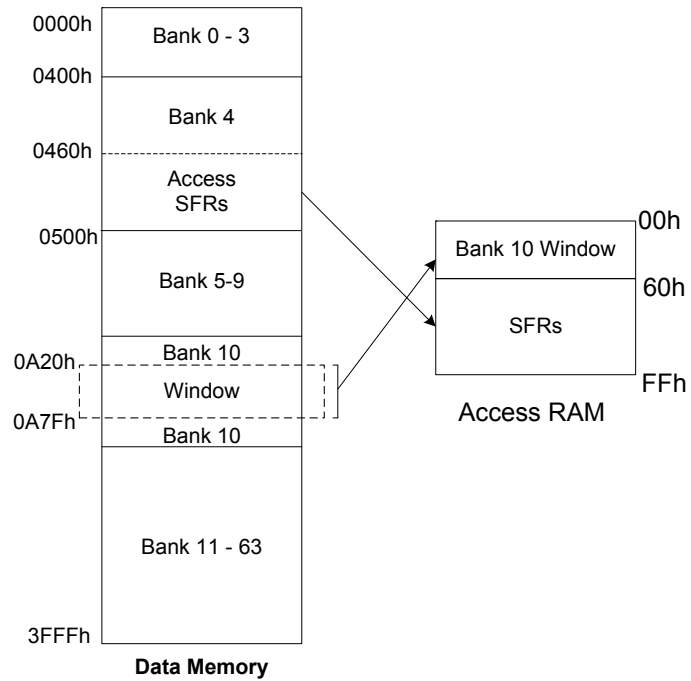 0000h
Bank 0 - 3
0400h
Bank 4
0460h
Access
SFRs
0500h
Bank 5-9
Bank 10
0A20h
Window
0A7Fh
Bank 10
Bank 11 - 63
3FFFh
Data Memory
00h
Bank 10 Window
60h
SFRs
FFh
Access RAM